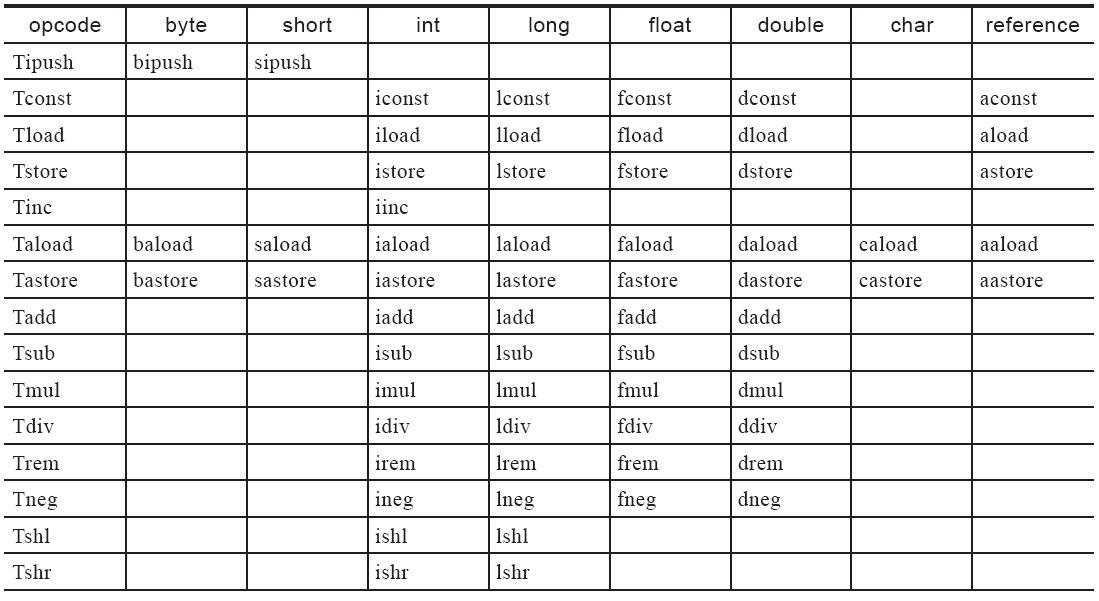 opcode byte short int long float double char reference
Tipush bipush sipush
Tconst iconst lconst fconst dconst aconst
Tload iload lload fload dload aload
Tstore istore lstore fstore dstore astore
Tinc iinc
Taload baload saload iaload laload faload daload caload aaload
Tastore bastore sastore iastore lastore fastore dastore castore aastore
Tadd iadd ladd fadd dadd
Tsub isub lsub fsub dsub
Tmul imul lmul fmul dmul
Tdiv idiv ldiv fdiv ddiv
Trem irem lrem frem drem
Tneg ineg lneg fneg dneg
Tshl ishl lshl
Tshr ishr lshr